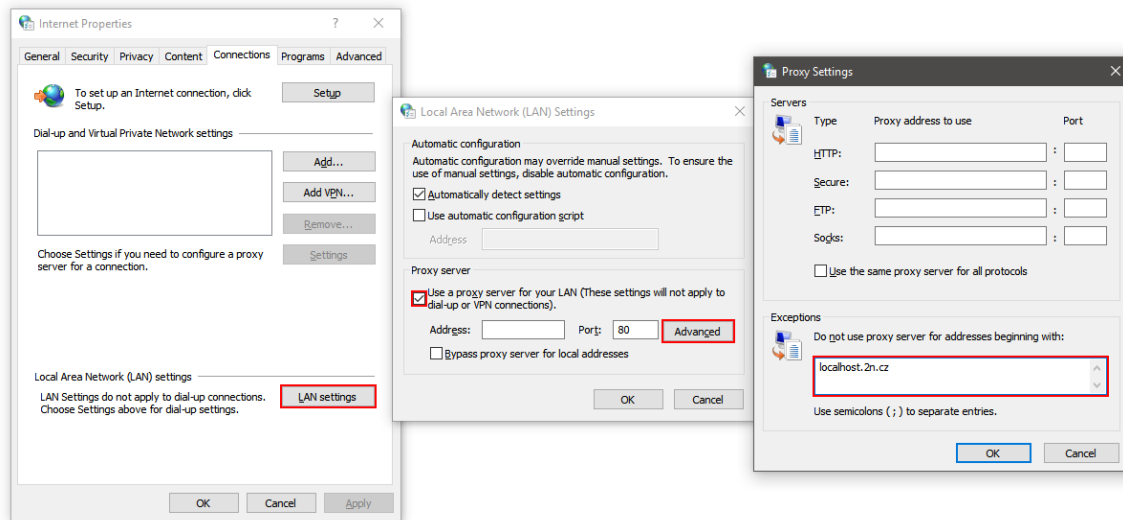 Internet Properties
?
General Security Privacy Content Connections Programs Advanced
To set up an Internet connection, click
Setup.
Setup
Dial-up and Virtual Private Network settings
Add...
Add VPN...
Remove...
Choose Settings if you need to configure a proxy
server for a connection.
Settings
Local Area Network (LAN) settings
LAN Settings do not apply to dial-up connections.
Choose Settings above for dial-up settings.
LAN settings
OK Cancel Apply
Local Area Network (LAN) Settings
Automatic configuration
Automatic configuration may override manual settings. To ensure the
use of manual settings, disable automatic configuration.
Automatically detect settings
Use automatic configuration script
Address
Proxy server
Use a proxy server for your LAN (These settings will not apply to
dial-up or VPN connections).
Address: Port: 80 Advanced
Bypass proxy server for local addresses
OK Cancel
Proxy Settings
Servers
Type Proxy address to use Port
HTTP: :
Secure: :
FTP: :
Socks: :
Use the same proxy server for all protocols
Exceptions
Do not use proxy server for addresses beginning with:
localhost.2n.cz
Use semicolons ( ; ) to separate entries.
OK Cancel